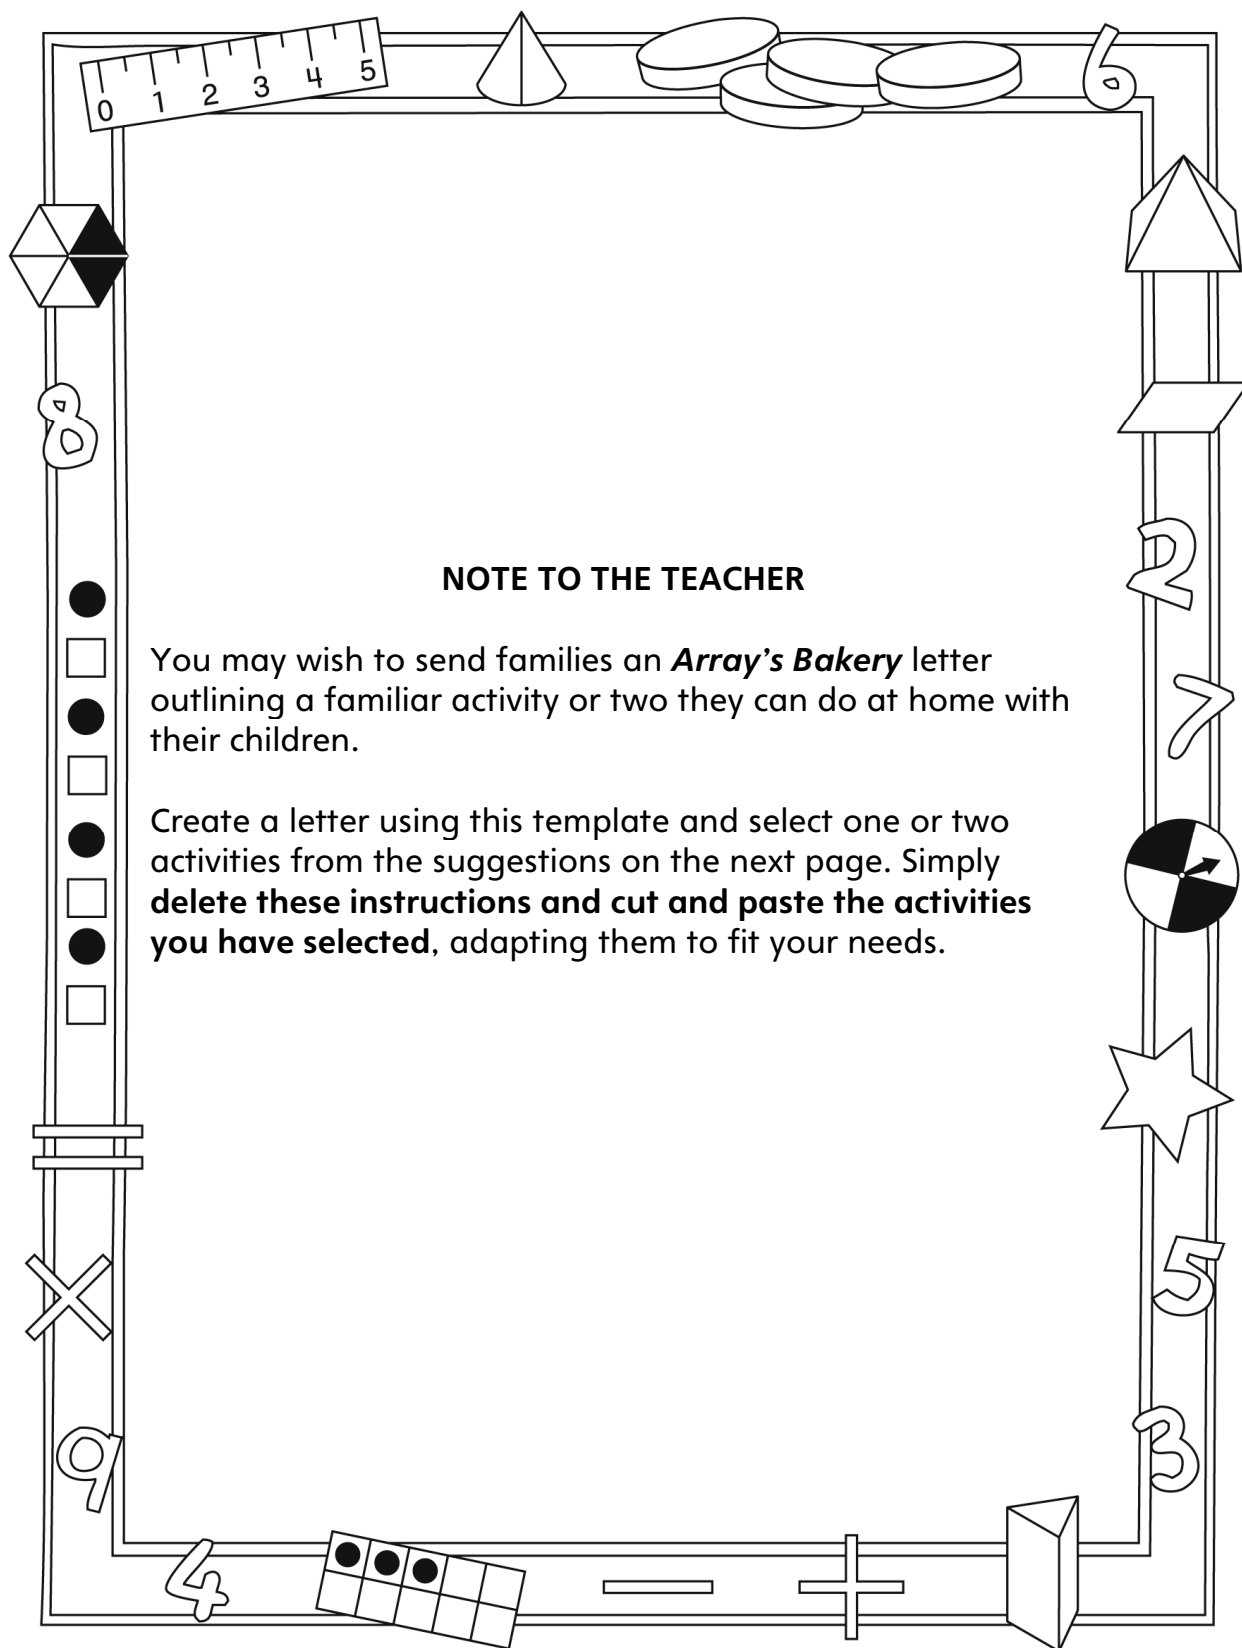 0 1 2 3 4 5
6
8
2
7
NOTE TO THE TEACHER
You may wish to send families an Array’s Bakery letter
outlining a familiar activity or two they can do at home with
their children.
Create a letter using this template and select one or two
activities from the suggestions on the next page. Simply
delete these instructions and cut and paste the activities
you have selected, adapting them to fit your needs.
=
×
5
9
3
4
−
+